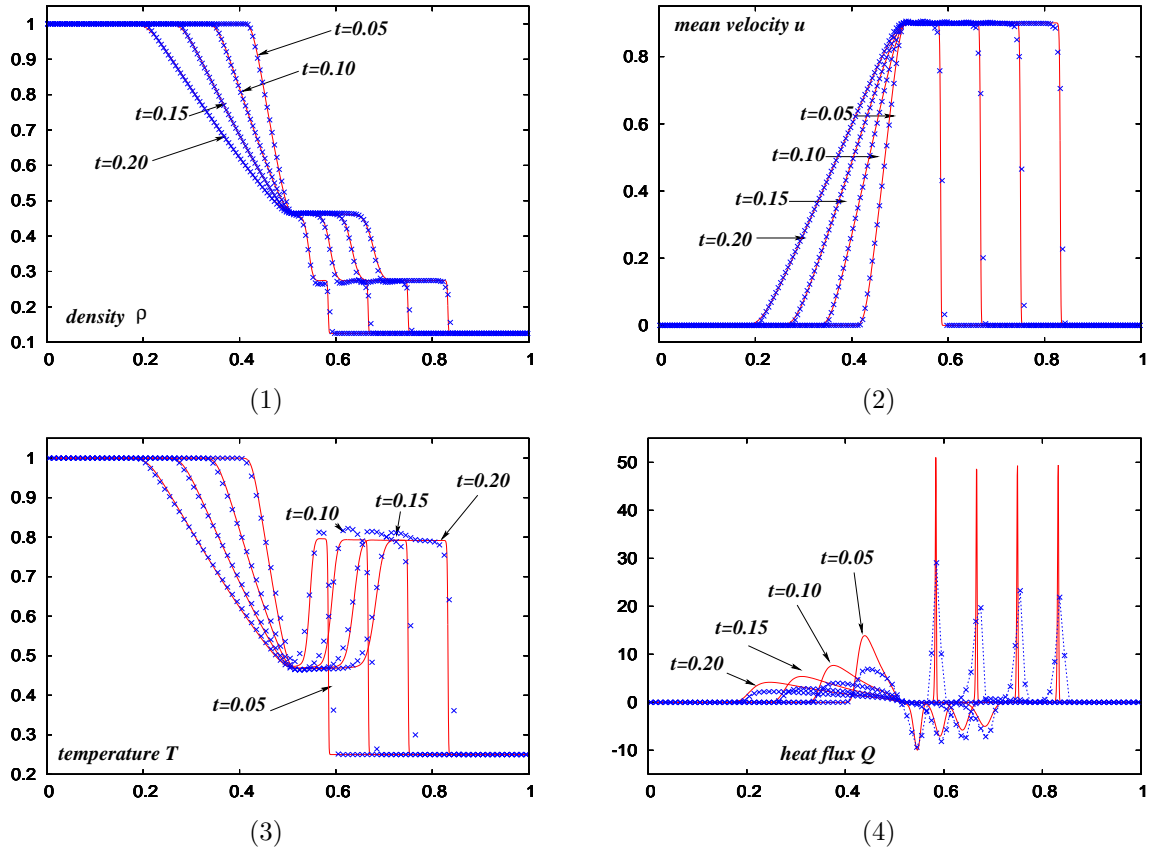 1
0.9
0.8
0.7
0.6
0.5
0.4
0.3
0.2
0.1
t=0.05
t=0.10
t=0.15
t=0.20
density ρ
0 0.2 0.4 0.6 0.8 1
(1)
mean velocity u
0.8
0.6
0.4
0.2
0
t=0.05
t=0.10
t=0.15
t=0.20
0 0.2 0.4 0.6 0.8 1
(2)
1
0.9
0.8
0.7
0.6
0.5
0.4
0.3
0.2
t=0.20
t=0.15
t=0.10
t=0.05
temperature T
0 0.2 0.4 0.6 0.8 1
(3)
50
40
30
20
10
0
-10
t=0.05
t=0.10
t=0.15
t=0.20
heat flux Q
0 0.2 0.4 0.6 0.8 1
(4)